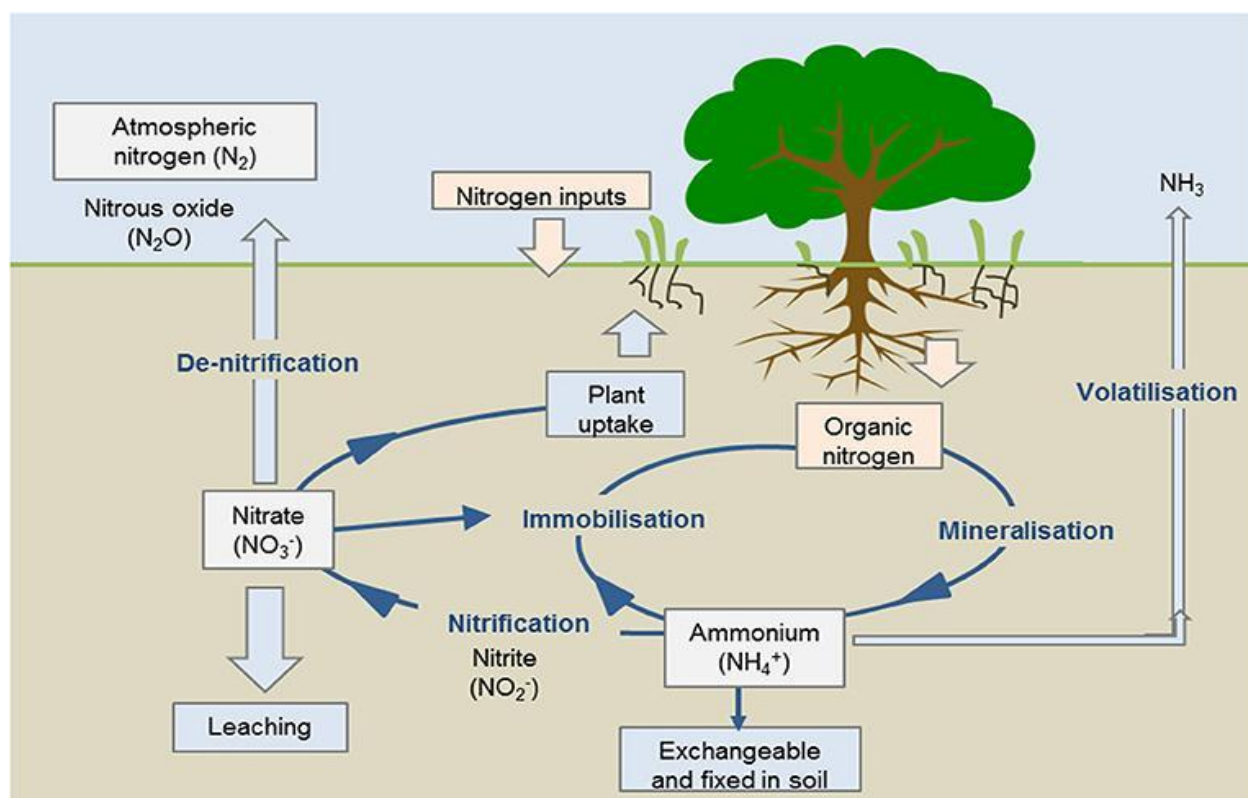 Atmospheric
nitrogen (N₂)
Nitrous oxide
(N₂O)
Nitrogen inputs
NH₃
De-nitrification
Plant
uptake
Volatilisation
Organic
nitrogen
Nitrate
(NO₃⁻)
Immobilisation
Mineralisation
Nitrification
Nitrite
(NO₂⁻)
Ammonium
(NH₄⁺)
Leaching
Exchangeable
and fixed in soil